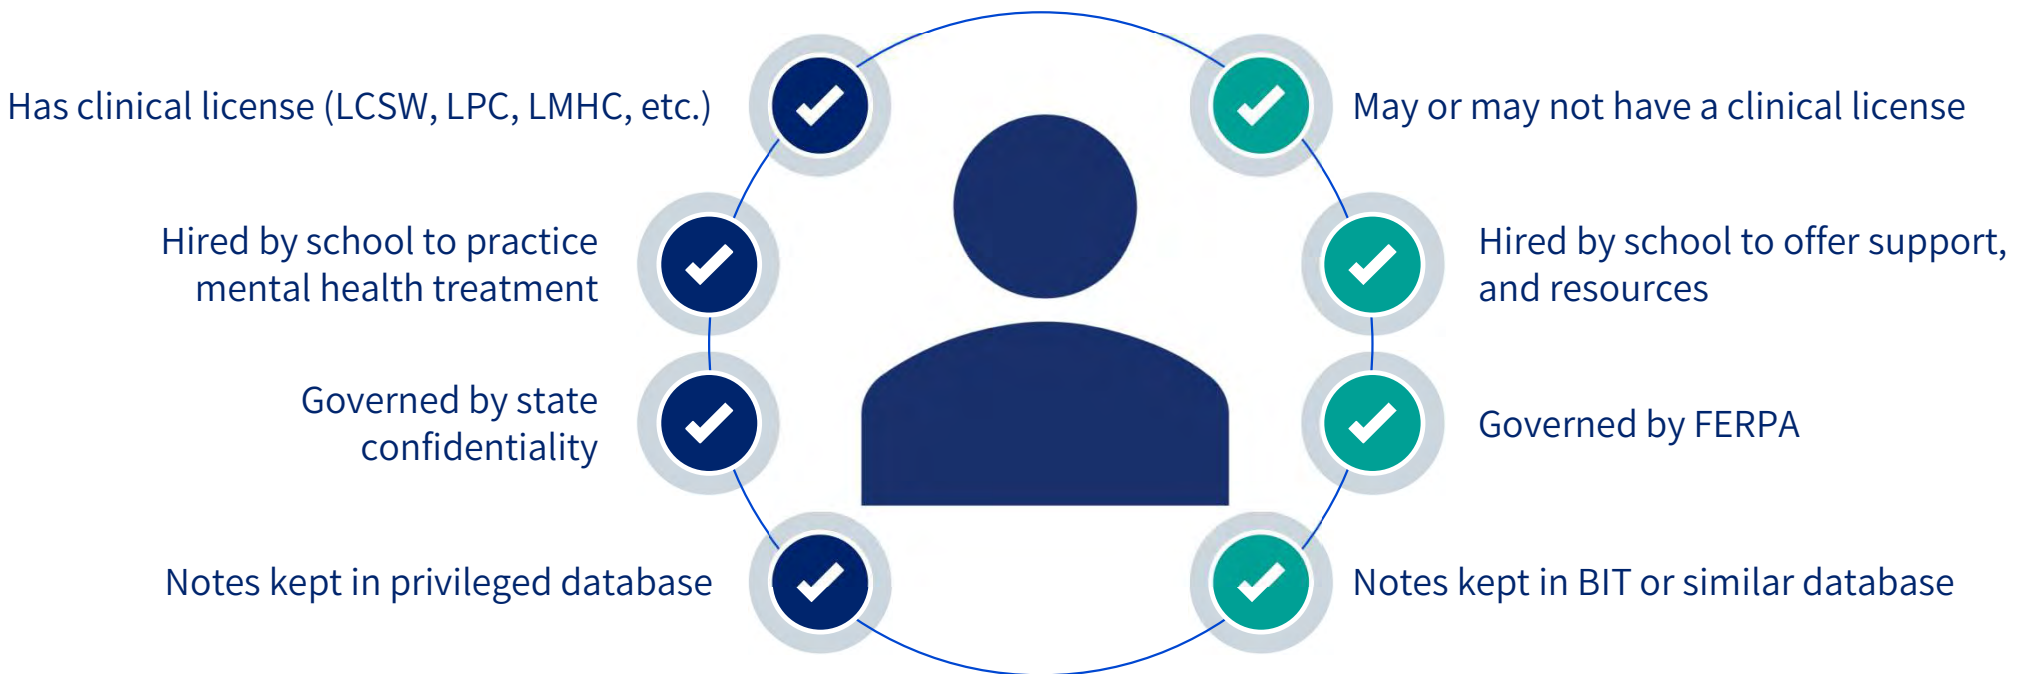 Has clinical license (LCSW, LPC, LMHC, etc.)
Hired by school to practice
mental health treatment
Governed by state
confidentiality
Notes kept in privileged database
May or may not have a clinical license
Hired by school to offer support,
and resources
Governed by FERPA
Notes kept in BIT or similar database